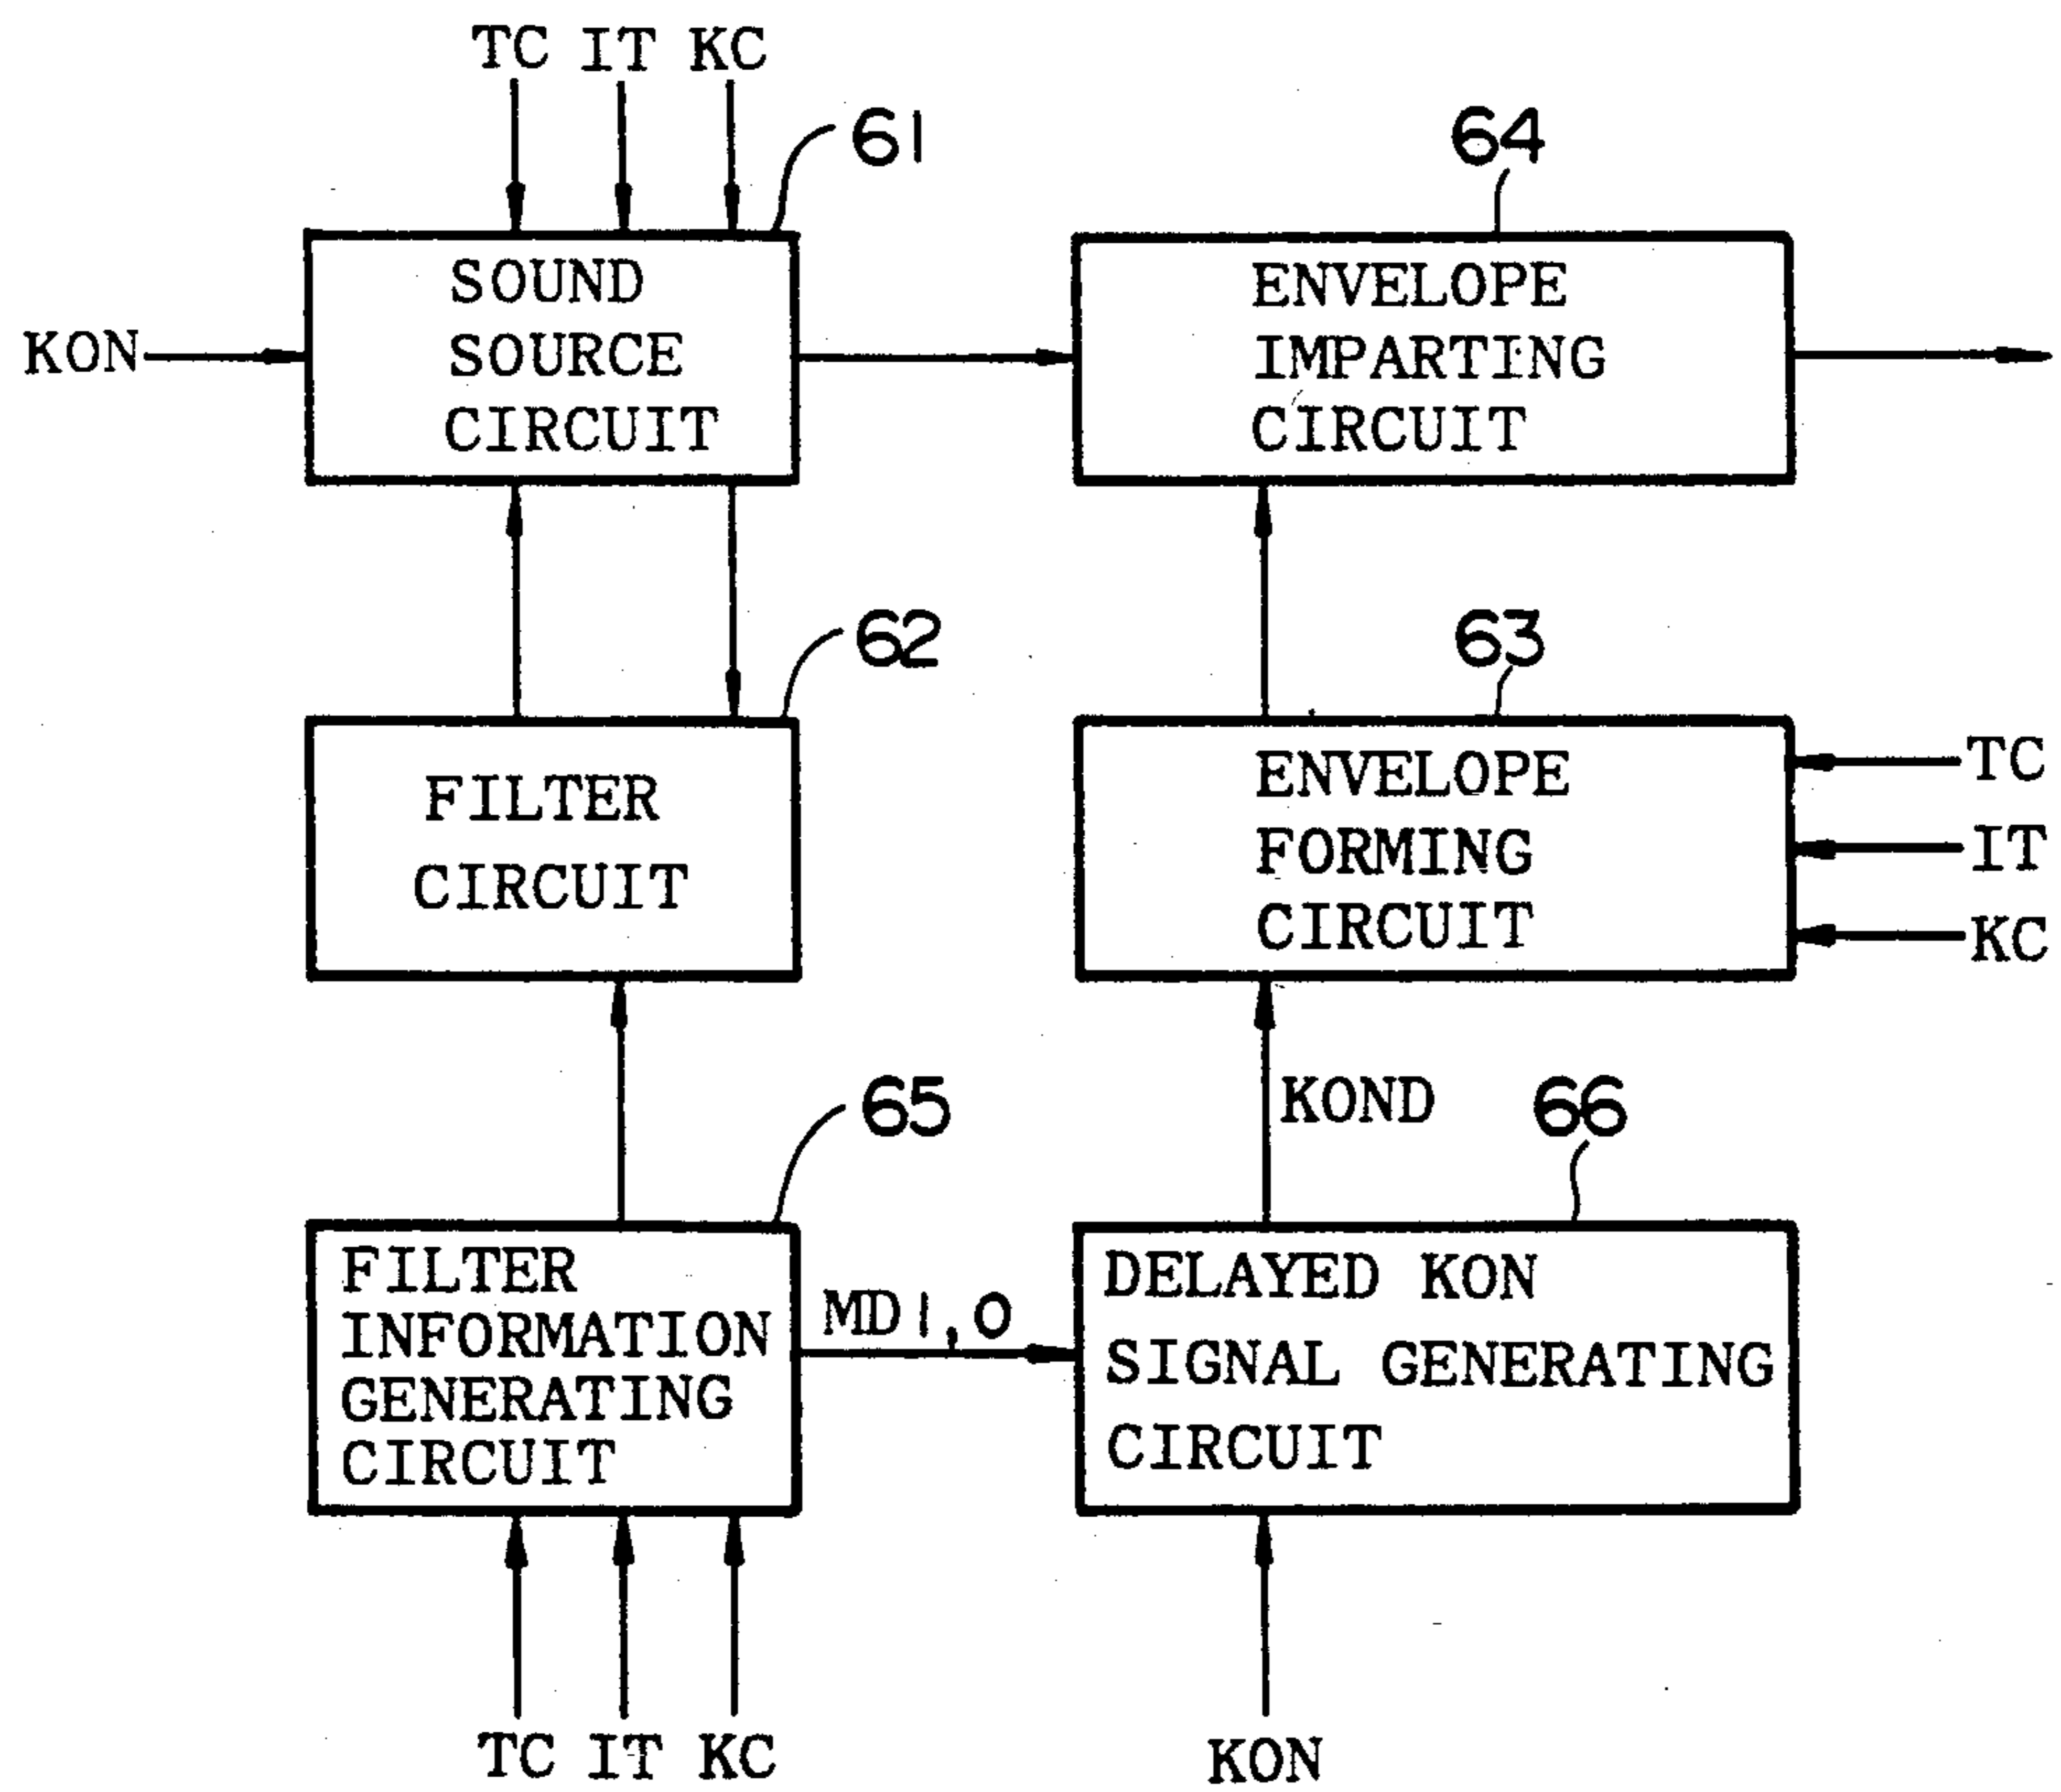 TC IT KC
61
64
KON
SOUND
SOURCE
CIRCUIT
ENVELOPE
IMPARTING
CIRCUIT
62
63
FILTER
CIRCUIT
ENVELOPE
FORMING
CIRCUIT
TC
IT
KC
65
KOND
66
FILTER
INFORMATION
GENERATING
CIRCUIT
MD1,0
DELAYED KON
SIGNAL GENERATING
CIRCUIT
TC IT KC
KON